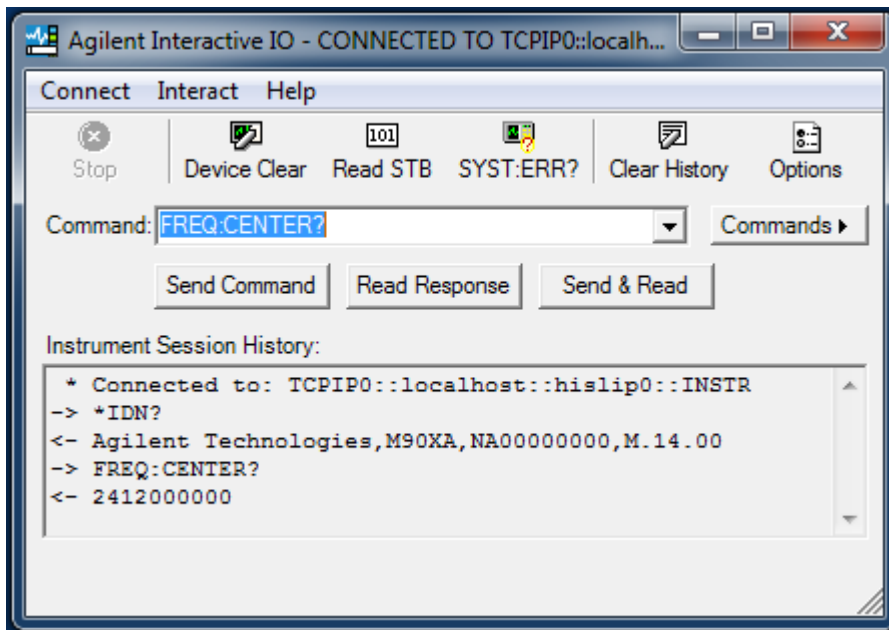 Agilent Interactive IO - CONNECTED TO TCPIP0::localh...
Connect Interact Help
Stop Device Clear Read STB SYST:ERR? Clear History Options
Command: FREQ:CENTER? Commands
Send Command Read Response Send & Read
Instrument Session History:
* Connected to: TCPIP0::localhost::hislip0::INSTR
-> *IDN?
<- Agilent Technologies,M90XA,NA00000000,M.14.00
-> FREQ:CENTER?
<- 2412000000